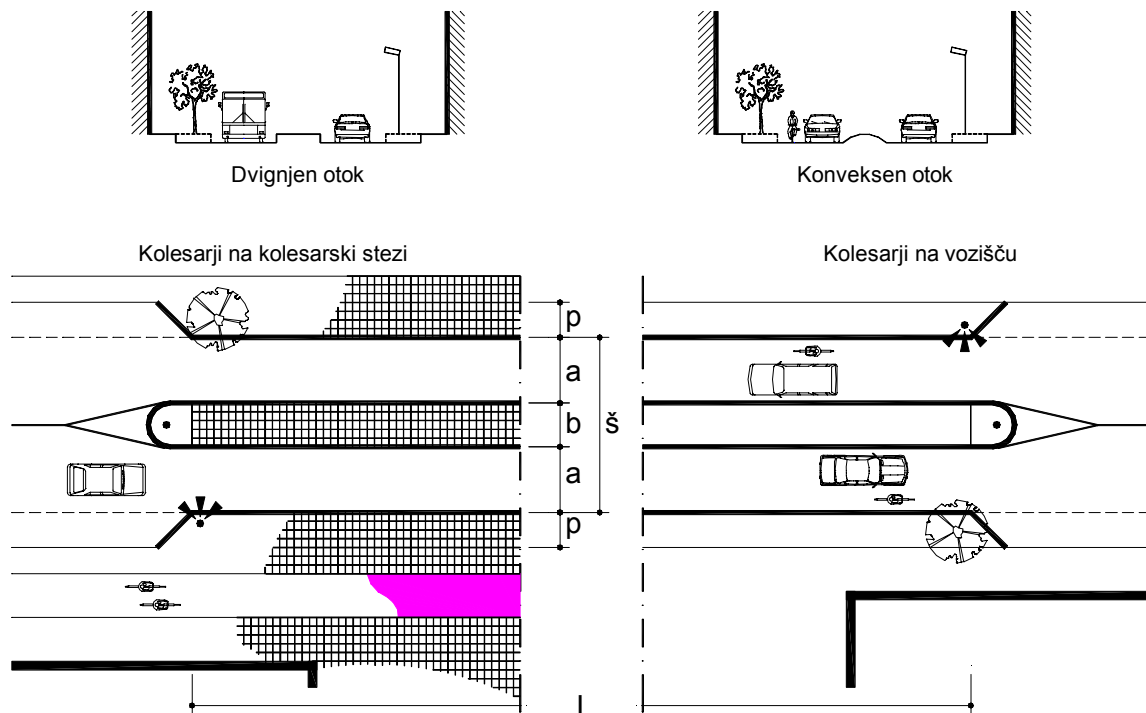 Dvignjen otok
Konveksen otok
Kolesarji na kolesarski stezi
Kolesarji na vozišču
p
a
b
š
a
p
l